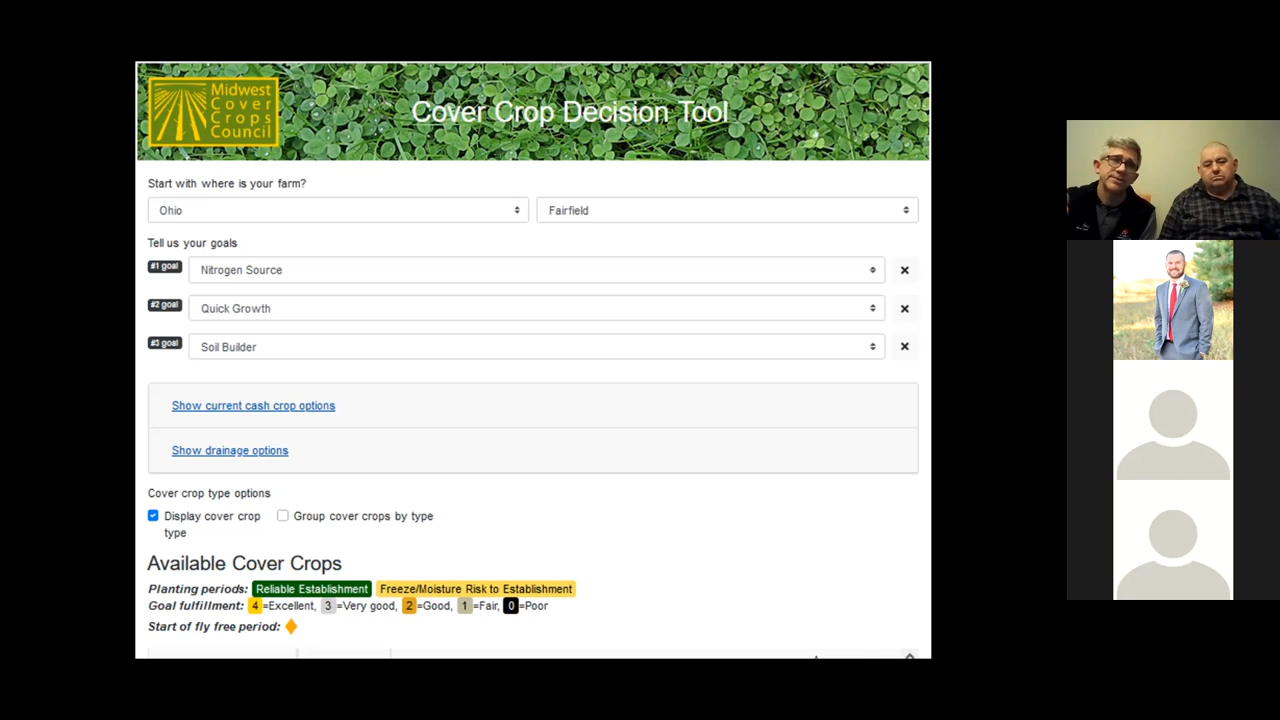 Midwest
Cover
Crops
Council
Cover Crop Decision Tool
Start with where is your farm?
Ohio
Fairfield
Tell us your goals
#1 goal
Nitrogen Source
#2 goal
Quick Growth
#3 goal
Soil Builder
Show current cash crop options
Show drainage options
Cover crop type options
Display cover crop type
Group cover crops by type
Available Cover Crops
Planting periods: Reliable Establishment Freeze/Moisture Risk to Establishment
Goal fulfillment: 4 =Excellent, 3 =Very good, 2 =Good, 1 =Fair, 0 =Poor
Start of fly free period: